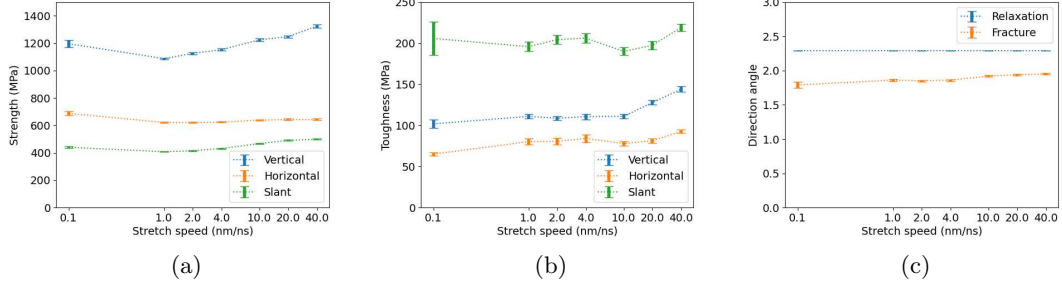 Strength (MPa)
1400
1200
1000
800
600
400
200
0
Vertical
Horizontal
Slant
0.1
1.0
2.0
4.0
10.0
20.0
40.0
Stretch speed (nm/ns)
(a)
Toughness (MPa)
250
200
150
100
50
0
Vertical
Horizontal
Slant
0.1
1.0
2.0
4.0
10.0
20.0
40.0
Stretch speed (nm/ns)
(b)
Direction angle
3.0
2.5
2.0
1.5
1.0
0.5
0.0
Relaxation
Fracture
0.1
1.0
2.0
4.0
10.0
20.0
40.0
Stretch speed (nm/ns)
(c)